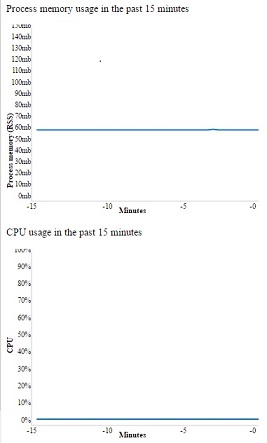 Process memory usage in the past 15 minutes
150mb
140mb
130mb
120mb
110mb
100mb
90mb
80mb
70mb
60mb
50mb
40mb
30mb
20mb
10mb
0mb
Process memory (RSS)
-15 -10 -5 -0
Minutes
CPU usage in the past 15 minutes
100%
90%
80%
70%
60%
50%
40%
30%
20%
10%
0%
CPU
-15 -10 -5 -0
Minutes